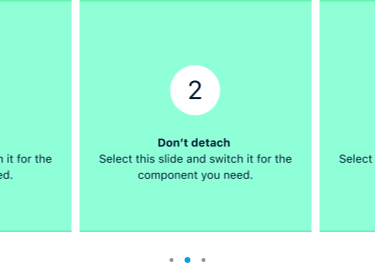 2
Don't detach
Select this slide and switch it for the
component you need.
h it for the
ed.
Select